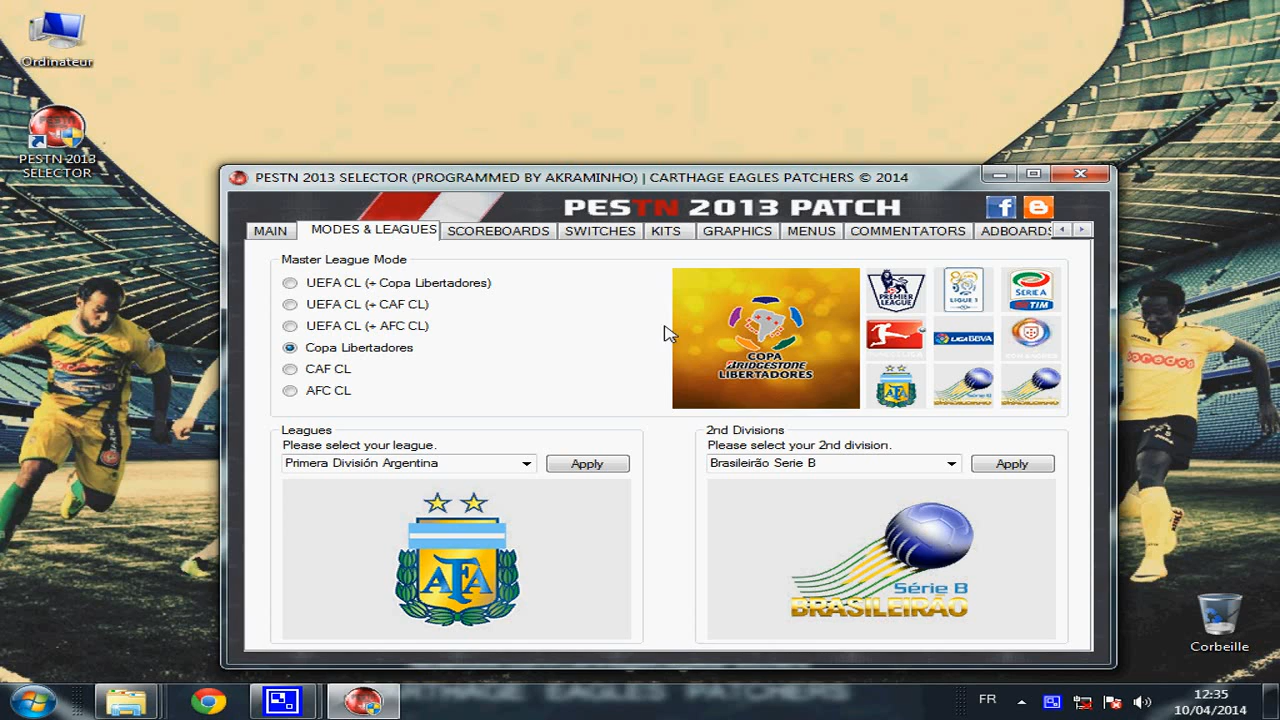 Ordinateur
PESTN 2013
SELECTOR
PESTN 2013 SELECTOR (PROGRAMMED BY AKRAMINHO) | CARTHAGE EAGLES PATCHERS © 2014
PESTN 2013 PATCH
MAIN
MODES & LEAGUES
SCOREBOARDS
SWITCHES
KITS
GRAPHICS
MENUS
COMMENTATORS
ADBOARDS
Master League Mode
UEFA CL (+ Copa Libertadores)
UEFA CL (+ CAF CL)
UEFA CL (+ AFC CL)
Copa Libertadores
CAF CL
AFC CL
COPA
BRIDGESTONE
LIBERTADORES
PREMIER
LEAGUE
LIGUE 1
SERIE A
TIM
LIGA BBVA
Leagues
Please select your league.
Primera División Argentina
Apply
AFA
2nd Divisions
Please select your 2nd division.
Brasileirão Serie B
Apply
Série B
BRASILEIRÃO
Corbeille
EAGLES PATCHERS
FR
12:35
10/04/2014